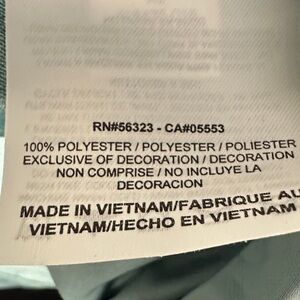 RN#56323 - CA#05553
100% POLYESTER / POLYESTER / POLIESTER
EXCLUSIVE OF DECORATION / DECORATION
NON COMPRISE / NO INCLUYE LA
DECORACION
MADE IN VIETNAM/FABRIQUE AU
VIETNAM/HECHO EN VIETNAM